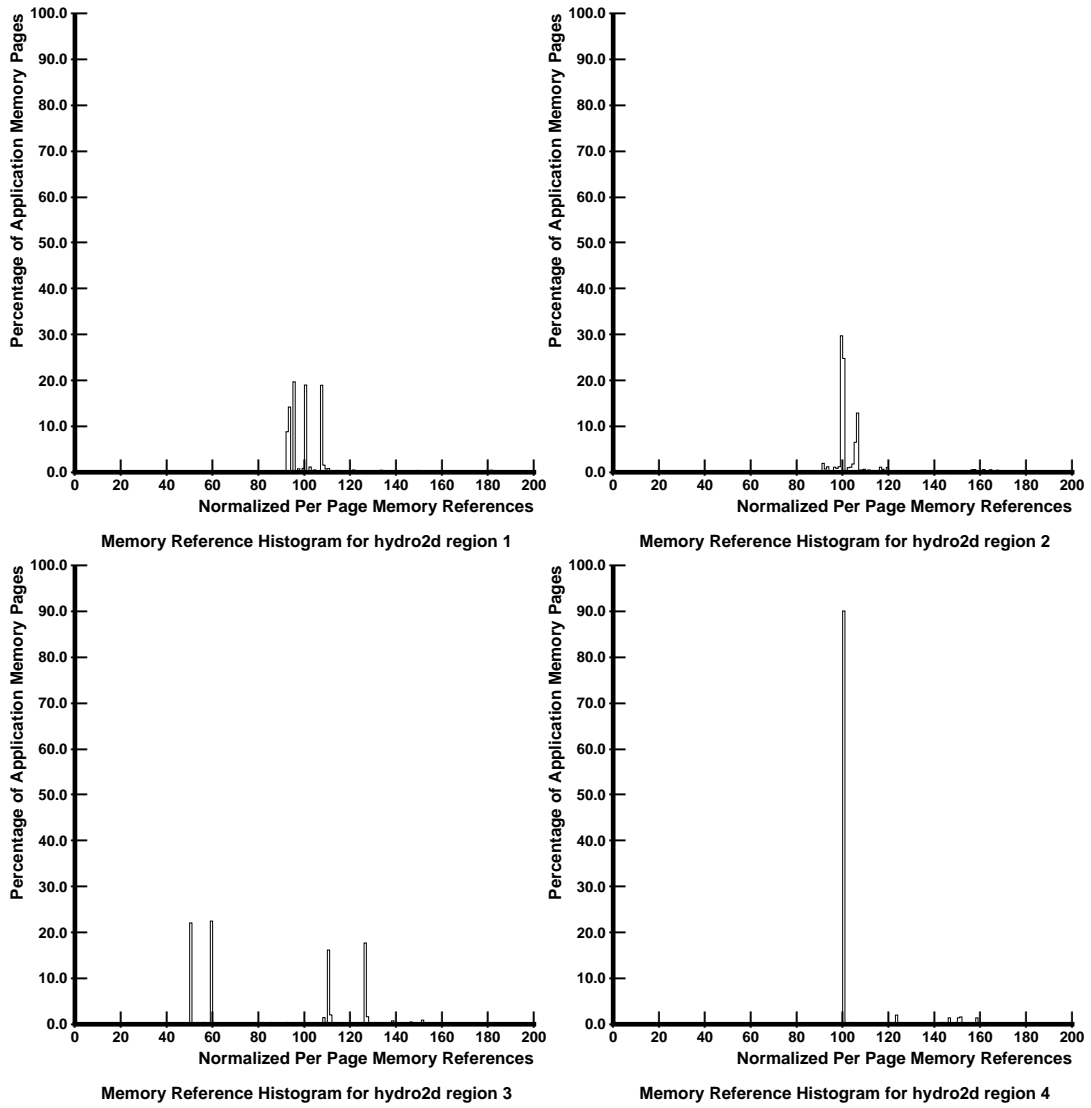 Percentage of Application Memory Pages
100.0
90.0
80.0
70.0
60.0
50.0
40.0
30.0
20.0
10.0
0.0
0 20 40 60 80 100 120 140 160 180 200
Normalized Per Page Memory References
Memory Reference Histogram for hydro2d region 1
Percentage of Application Memory Pages
100.0
90.0
80.0
70.0
60.0
50.0
40.0
30.0
20.0
10.0
0.0
0 20 40 60 80 100 120 140 160 180 200
Normalized Per Page Memory References
Memory Reference Histogram for hydro2d region 2
Percentage of Application Memory Pages
100.0
90.0
80.0
70.0
60.0
50.0
40.0
30.0
20.0
10.0
0.0
0 20 40 60 80 100 120 140 160 180 200
Normalized Per Page Memory References
Memory Reference Histogram for hydro2d region 3
Percentage of Application Memory Pages
100.0
90.0
80.0
70.0
60.0
50.0
40.0
30.0
20.0
10.0
0.0
0 20 40 60 80 100 120 140 160 180 200
Normalized Per Page Memory References
Memory Reference Histogram for hydro2d region 4